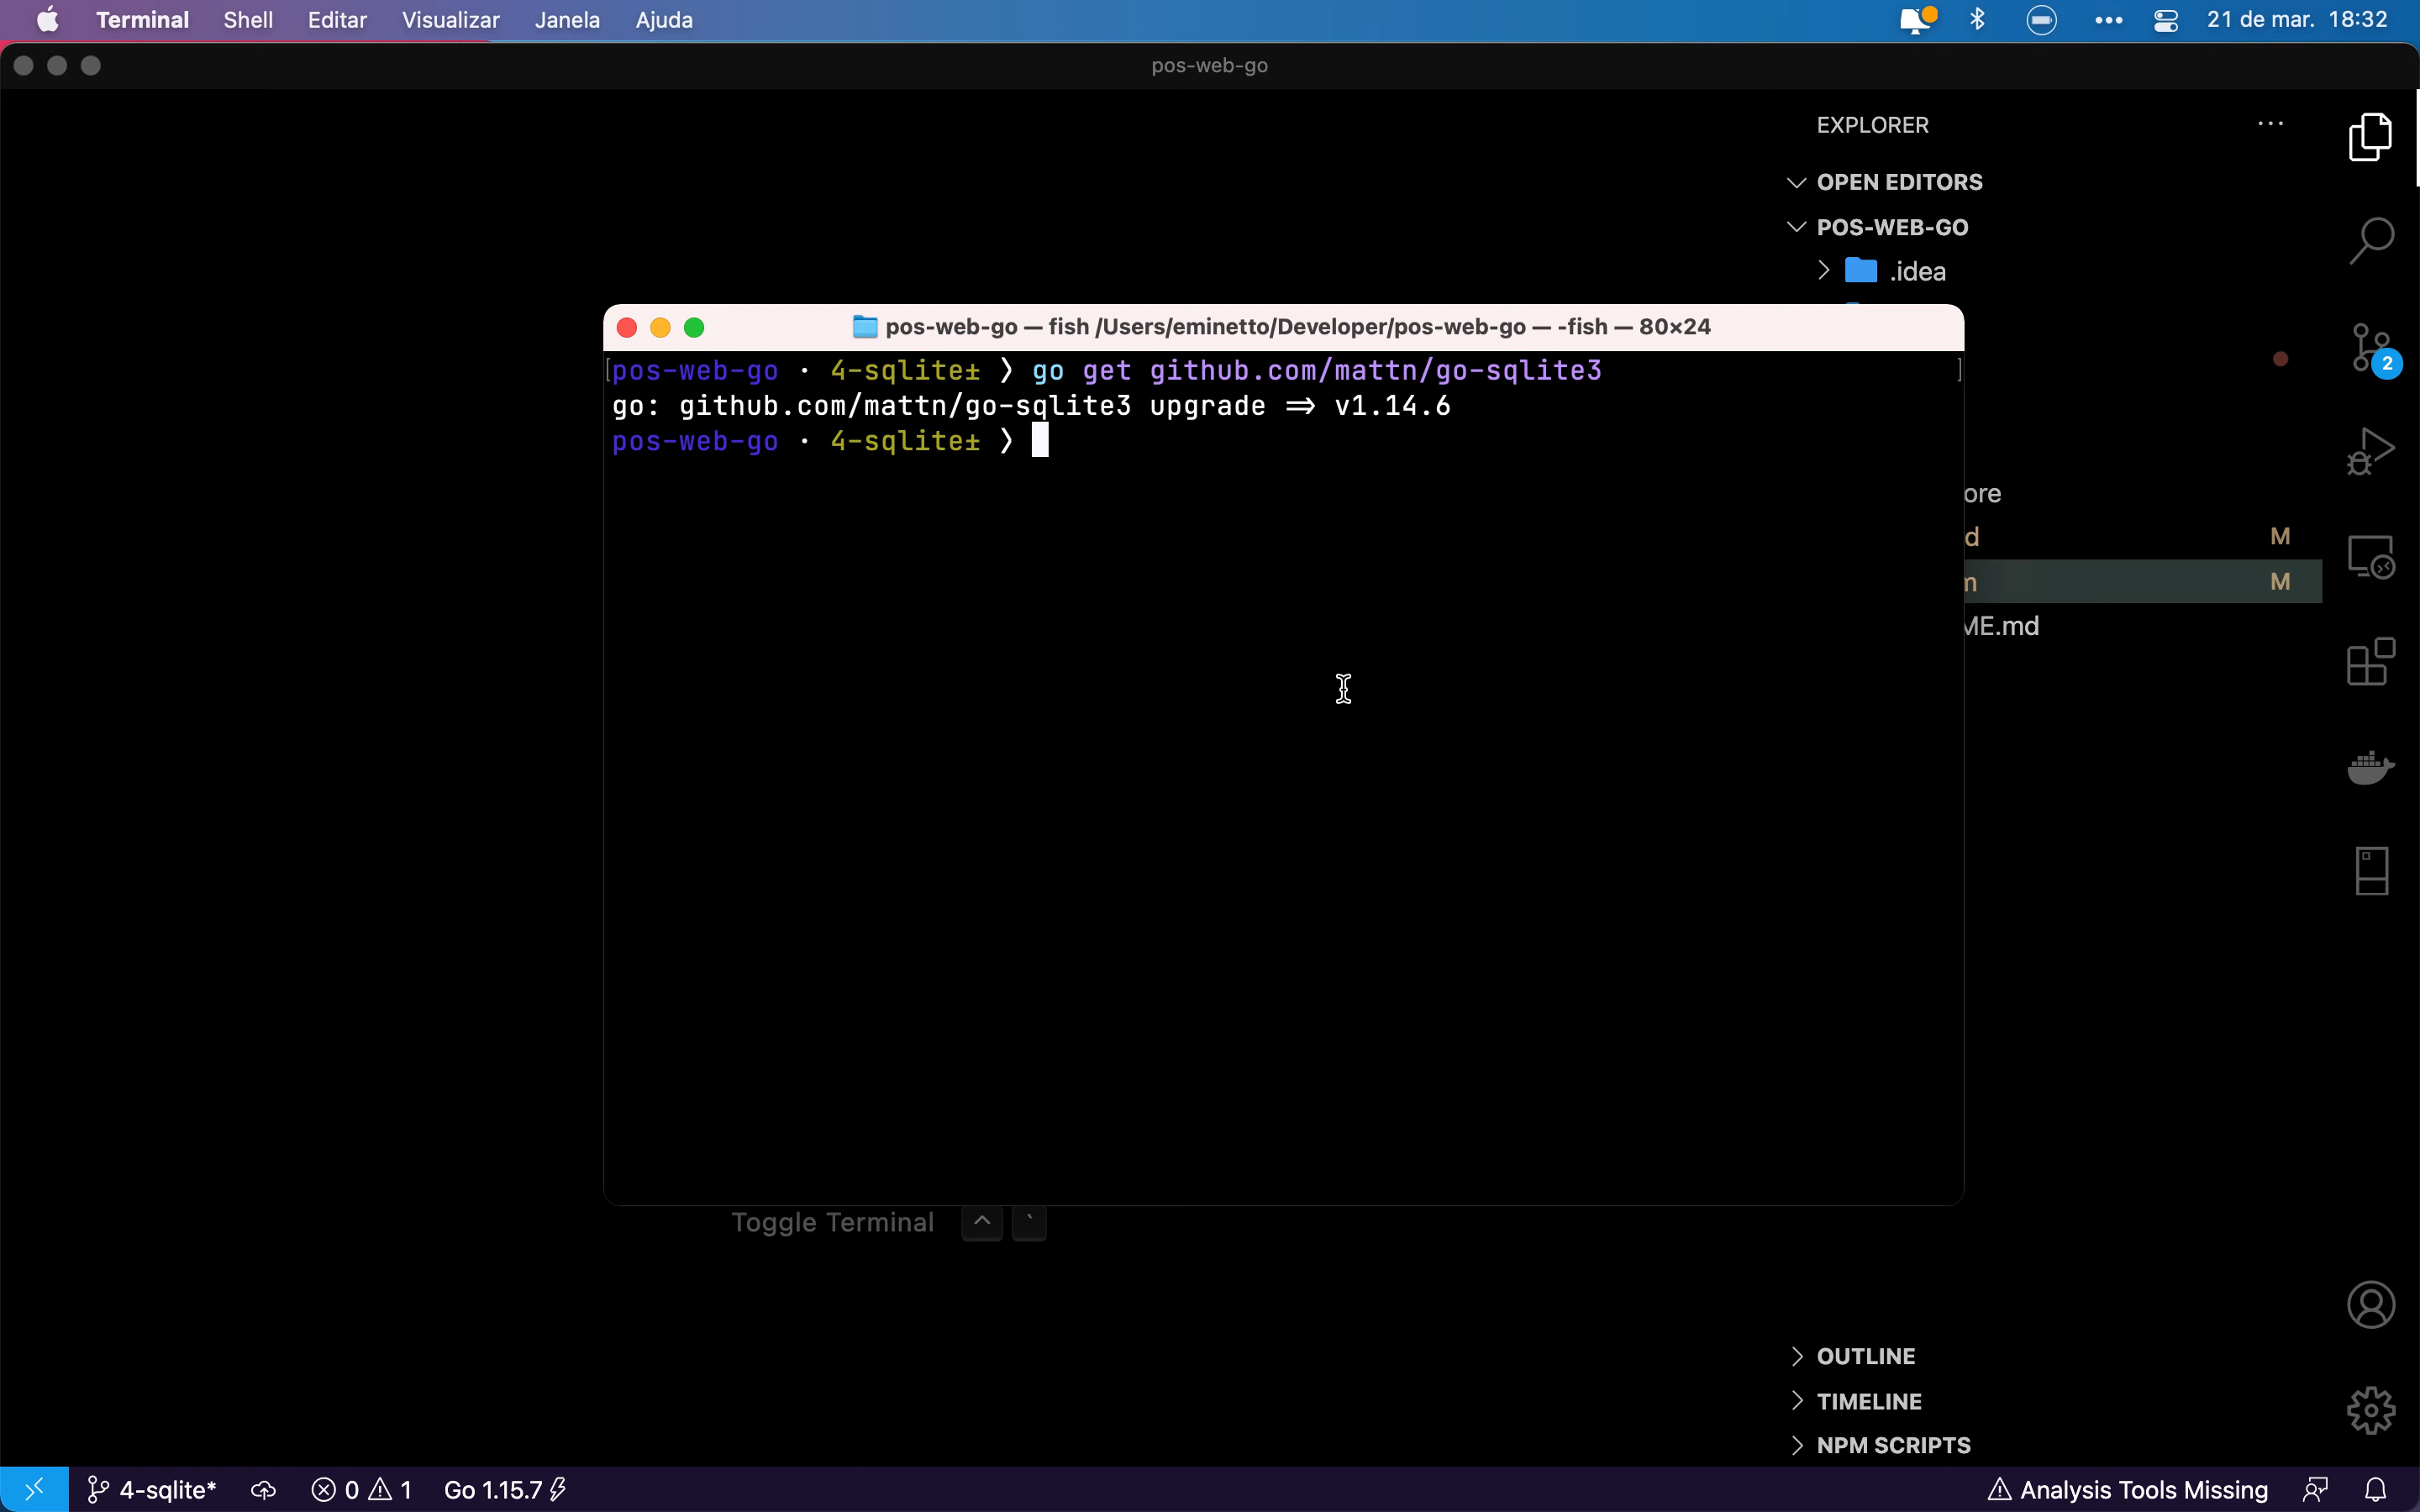 Terminal Shell Editar Visualizar Janela Ajuda 21 de mar. 18:32
pos-web-go
EXPLORER
OPEN EDITORS
POS-WEB-GO
.idea
pos-web-go — fish /Users/eminetto/Developer/pos-web-go — -fish — 80×24
pos-web-go · 4-sqlite± ❯ go get github.com/mattn/go-sqlite3
go: github.com/mattn/go-sqlite3 upgrade => v1.14.6
pos-web-go · 4-sqlite± ❯
2
ore
d M
M
ME.md
Toggle Terminal ^ `
OUTLINE
TIMELINE
NPM SCRIPTS
4-sqlite* 0 1 Go 1.15.7 Analysis Tools Missing